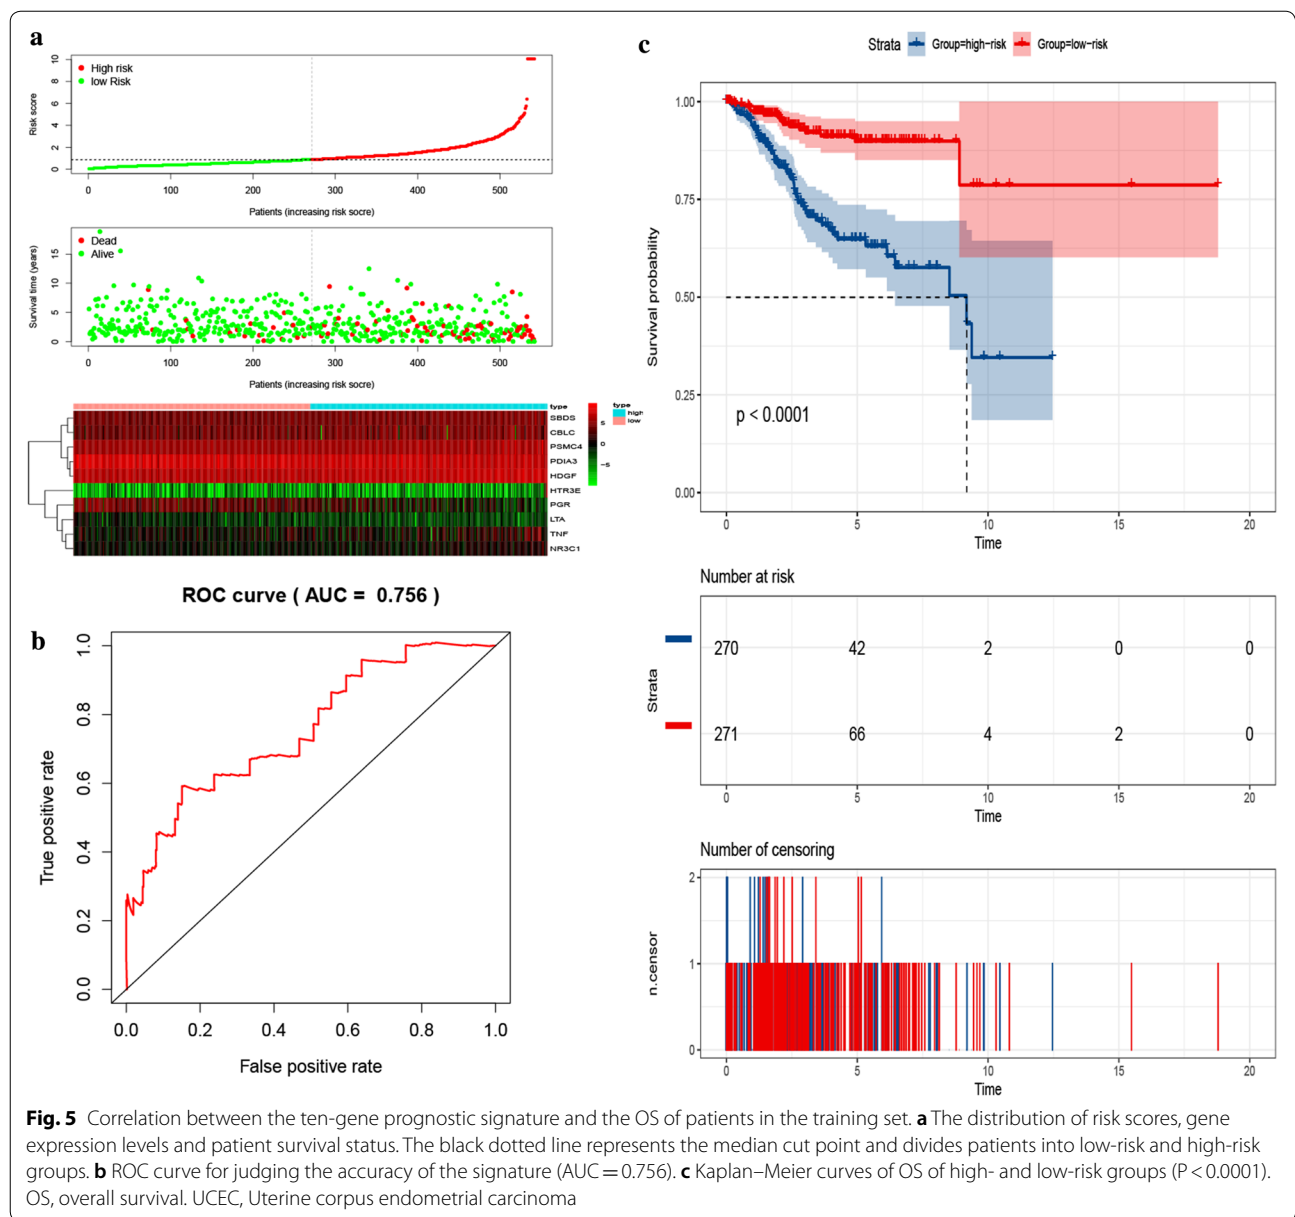 a
High risk
low Risk
Risk score
10
8
6
4
2
0
0 100 200 300 400 500
Patients (increasing risk socre)
Dead
Alive
Survival time (years)
15
10
5
0
0 100 200 300 400 500
Patients (increasing risk socre)
type
SBDS
CBLC
PSMC4
PDIA3
HDGF
HTR3E
PGR
LTA
TNF
NR3C1
5
0
−5
type
high
low
ROC curve ( AUC = 0.756 )
b
True positive rate
1.0
0.8
0.6
0.4
0.2
0.0
0.0 0.2 0.4 0.6 0.8 1.0
False positive rate
c
Strata Group=high-risk Group=low-risk
Survival probability
1.00
0.75
0.50
0.25
0.00
p < 0.0001
0 5 10 15 20
Time
Number at risk
Strata
270 42 2 0 0
271 66 4 2 0
0 5 10 15 20
Time
Number of censoring
n.censor
2
1
0
0 5 10 15 20
Time
Fig. 5 Correlation between the ten-gene prognostic signature and the OS of patients in the training set. a The distribution of risk scores, gene
expression levels and patient survival status. The black dotted line represents the median cut point and divides patients into low-risk and high-risk
groups. b ROC curve for judging the accuracy of the signature (AUC = 0.756). c Kaplan–Meier curves of OS of high- and low-risk groups (P < 0.0001).
OS, overall survival. UCEC, Uterine corpus endometrial carcinoma